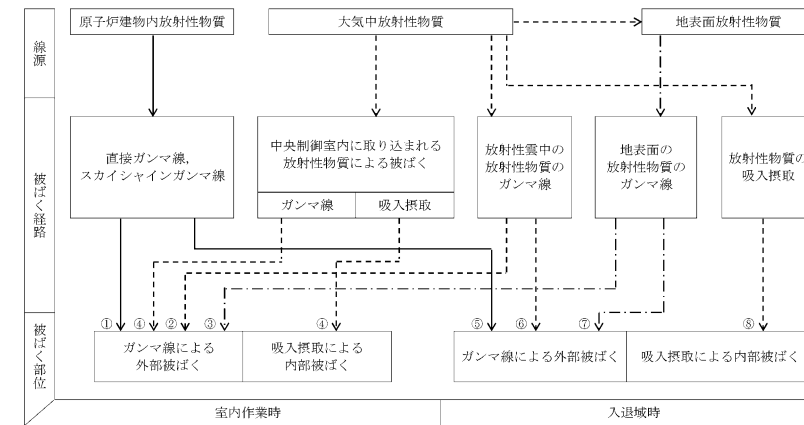 線源
原子炉建物内放射性物質
大気中放射性物質
地表面放射性物質
被ばく経路
直接ガンマ線，
スカイシャインガンマ線
中央制御室内に取り込まれる
放射性物質による被ばく
ガンマ線
吸入摂取
放射性雲中の
放射性物質の
ガンマ線
地表面の
放射性物質の
ガンマ線
放射性物質の
吸入摂取
① ④ ② ③ ④ ⑤ ⑥ ⑦ ⑧
被ばく部位
ガンマ線による
外部被ばく
吸入摂取による
内部被ばく
ガンマ線による外部被ばく
吸入摂取による内部被ばく
室内作業時
入退域時